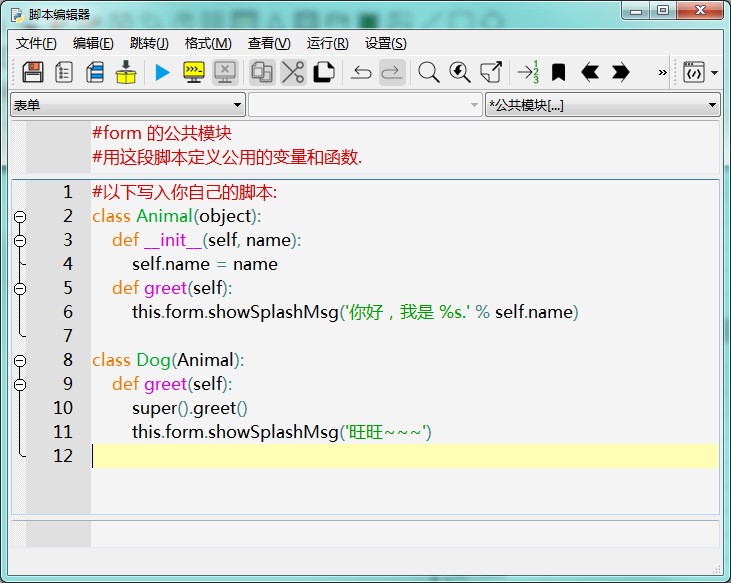 脚本编辑器
文件(F) 编辑(E) 跳转(J) 格式(M) 查看(V) 运行(R) 设置(S)
表单 *公共模块[...]
#form 的公共模块
#用这段脚本定义公用的变量和函数.
1 #以下写入你自己的脚本:
2 class Animal(object):
3 def __init__(self, name):
4 self.name = name
5 def greet(self):
6 this.form.showSplashMsg('你好，我是 %s.' % self.name)
7
8 class Dog(Animal):
9 def greet(self):
10 super().greet()
11 this.form.showSplashMsg('旺旺~~~')
12